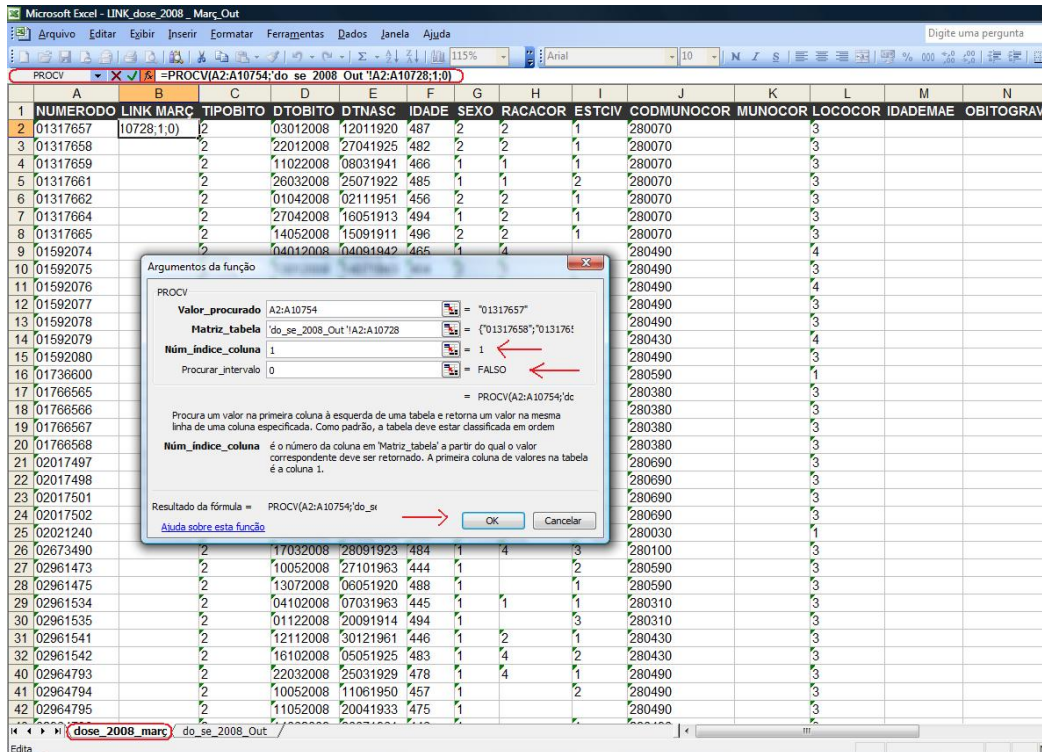 Microsoft Excel - LINK_dose_2008 _ Març_Out
Arquivo Editar Exibir Inserir Formatar Ferramentas Dados Janela Ajuda Digite uma pergunta
115% Arial 10 N I S % 000
PROCV =PROCV(A2:A10754;'do_se_2008_Out '!A2:A10728;1;0)
A B C D E F G H I J K L M N
1 NUMERODO LINK MARÇ TIPOBITO DTOBITO DTNASC IDADE SEXO RACACOR ESTCIV CODMUNOCOR MUNOCOR LOCOCOR IDADEMAE OBITOGRAV
2 01317657 10728;1;0) 2 03012008 12011920 487 2 2 1 280070 3
3 01317658 2 22012008 27041925 482 2 2 1 280070 3
4 01317659 2 11022008 08031941 466 1 1 1 280070 3
5 01317661 2 26032008 25071922 485 1 1 2 280070 3
6 01317662 2 01042008 02111951 456 2 2 1 280070 3
7 01317664 2 27042008 16051913 494 1 2 1 280070 3
8 01317665 2 14052008 15091911 496 2 2 1 280070 3
9 01592074 2 04012008 04091942 465 1 4 280490 4
10 01592075 280490 3
11 01592076 280490 4
12 01592077 280490 3
13 01592078 280490 3
14 01592079 280430 4
15 01592080 280490 3
16 01736600 280590 1
17 01766565 280380 3
18 01766566 280380 3
19 01766567 280380 3
20 01766568 280380 3
21 02017497 280690 3
22 02017498 280690 3
23 02017501 280690 3
24 02017502 280690 3
25 02021240 280030 1
Argumentos da função
PROCV
Valor_procurado A2:A10754 = "01317657"
Matriz_tabela 'do_se_2008_Out '!A2:A10728 = {"01317658";"0131765
Núm_índice_coluna 1 = 1
Procurar_intervalo 0 = FALSO
= PROCV(A2:A10754;'dc
Procura um valor na primeira coluna à esquerda de uma tabela e retorna um valor na mesma
linha de uma coluna especificada. Como padrão, a tabela deve estar classificada em ordem
Núm_índice_coluna é o número da coluna em 'Matriz_tabela' a partir do qual o valor
correspondente deve ser retornado. A primeira coluna de valores na tabela
é a coluna 1.
Resultado da fórmula = PROCV(A2:A10754;'do_se
Ajuda sobre esta função
OK Cancelar
26 02673490 2 17032008 28091923 484 1 4 3 280100 3
27 02961473 2 10052008 27101963 444 1 2 280590 3
28 02961475 2 13072008 06051920 488 1 1 280590 3
29 02961534 2 04102008 07031963 445 1 1 1 280310 3
30 02961535 2 01122008 20091914 494 1 3 280310 3
31 02961541 2 12112008 30121961 446 1 2 1 280430 3
32 02961542 2 16102008 05051925 483 1 4 2 280430 3
40 02964793 2 22032008 25031929 478 1 4 1 280490 3
41 02964794 2 10052008 11061950 457 1 2 280490 3
42 02964795 2 11052008 20041933 475 1 280490 3
dose_2008_març do_se_2008_Out
Edita